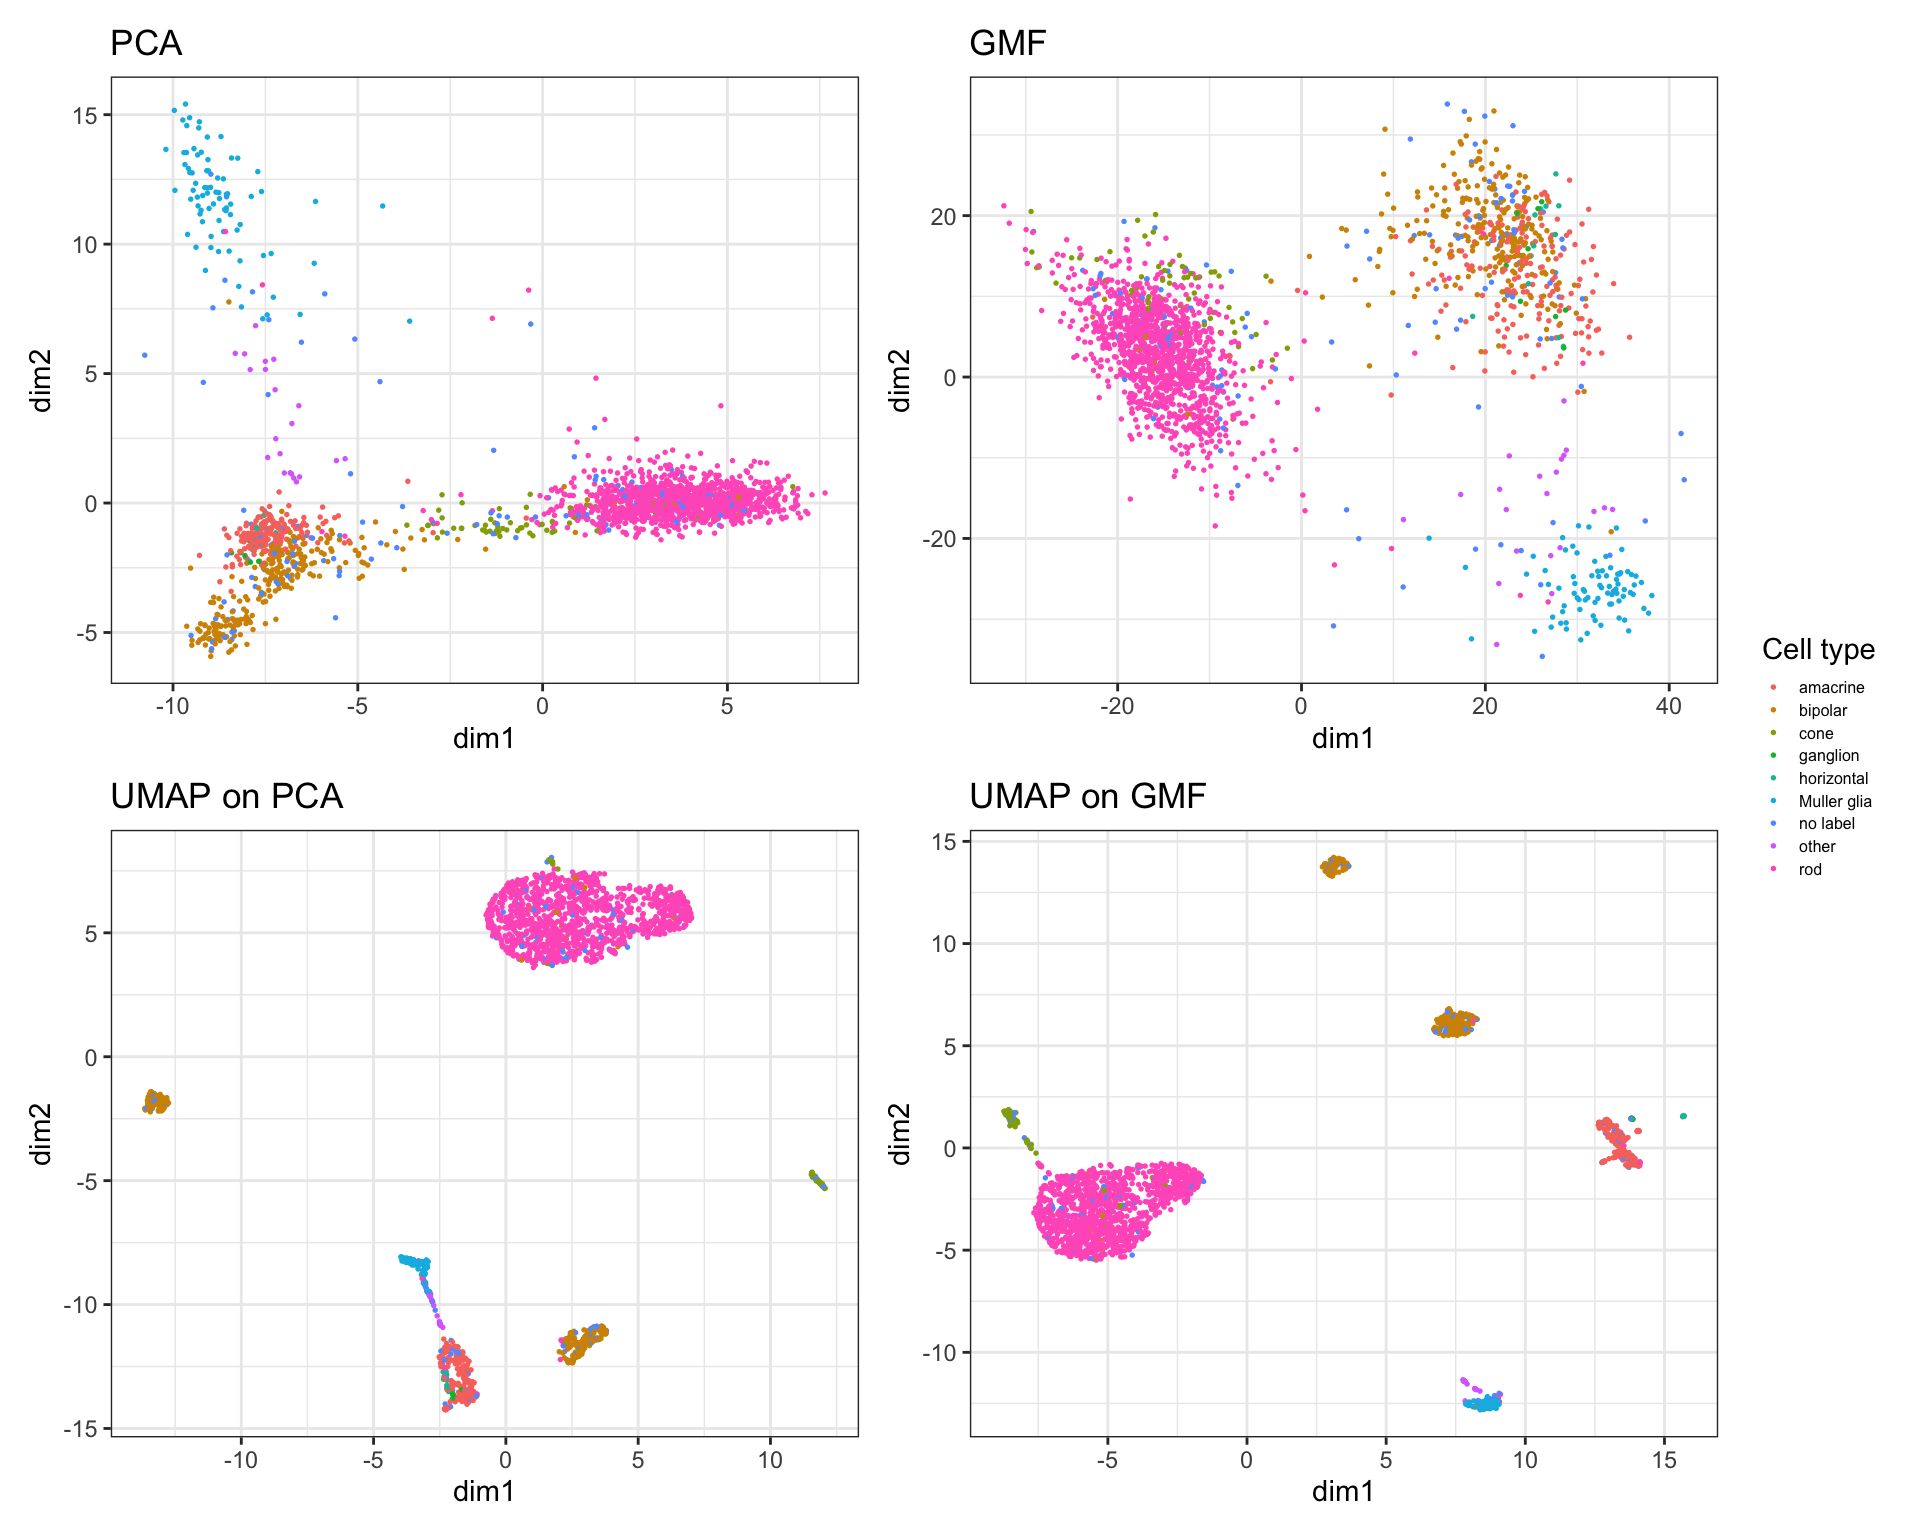 PCA
15
10
5
0
-5
dim2
-10
-5
0
5
dim1
GMF
20
0
-20
dim2
-20
0
20
40
dim1
UMAP on PCA
5
0
-5
-10
-15
dim2
-10
-5
0
5
10
dim1
UMAP on GMF
15
10
5
0
-5
-10
dim2
-5
0
5
10
15
dim1
Cell type
amacrine
bipolar
cone
ganglion
horizontal
Muller glia
no label
other
rod